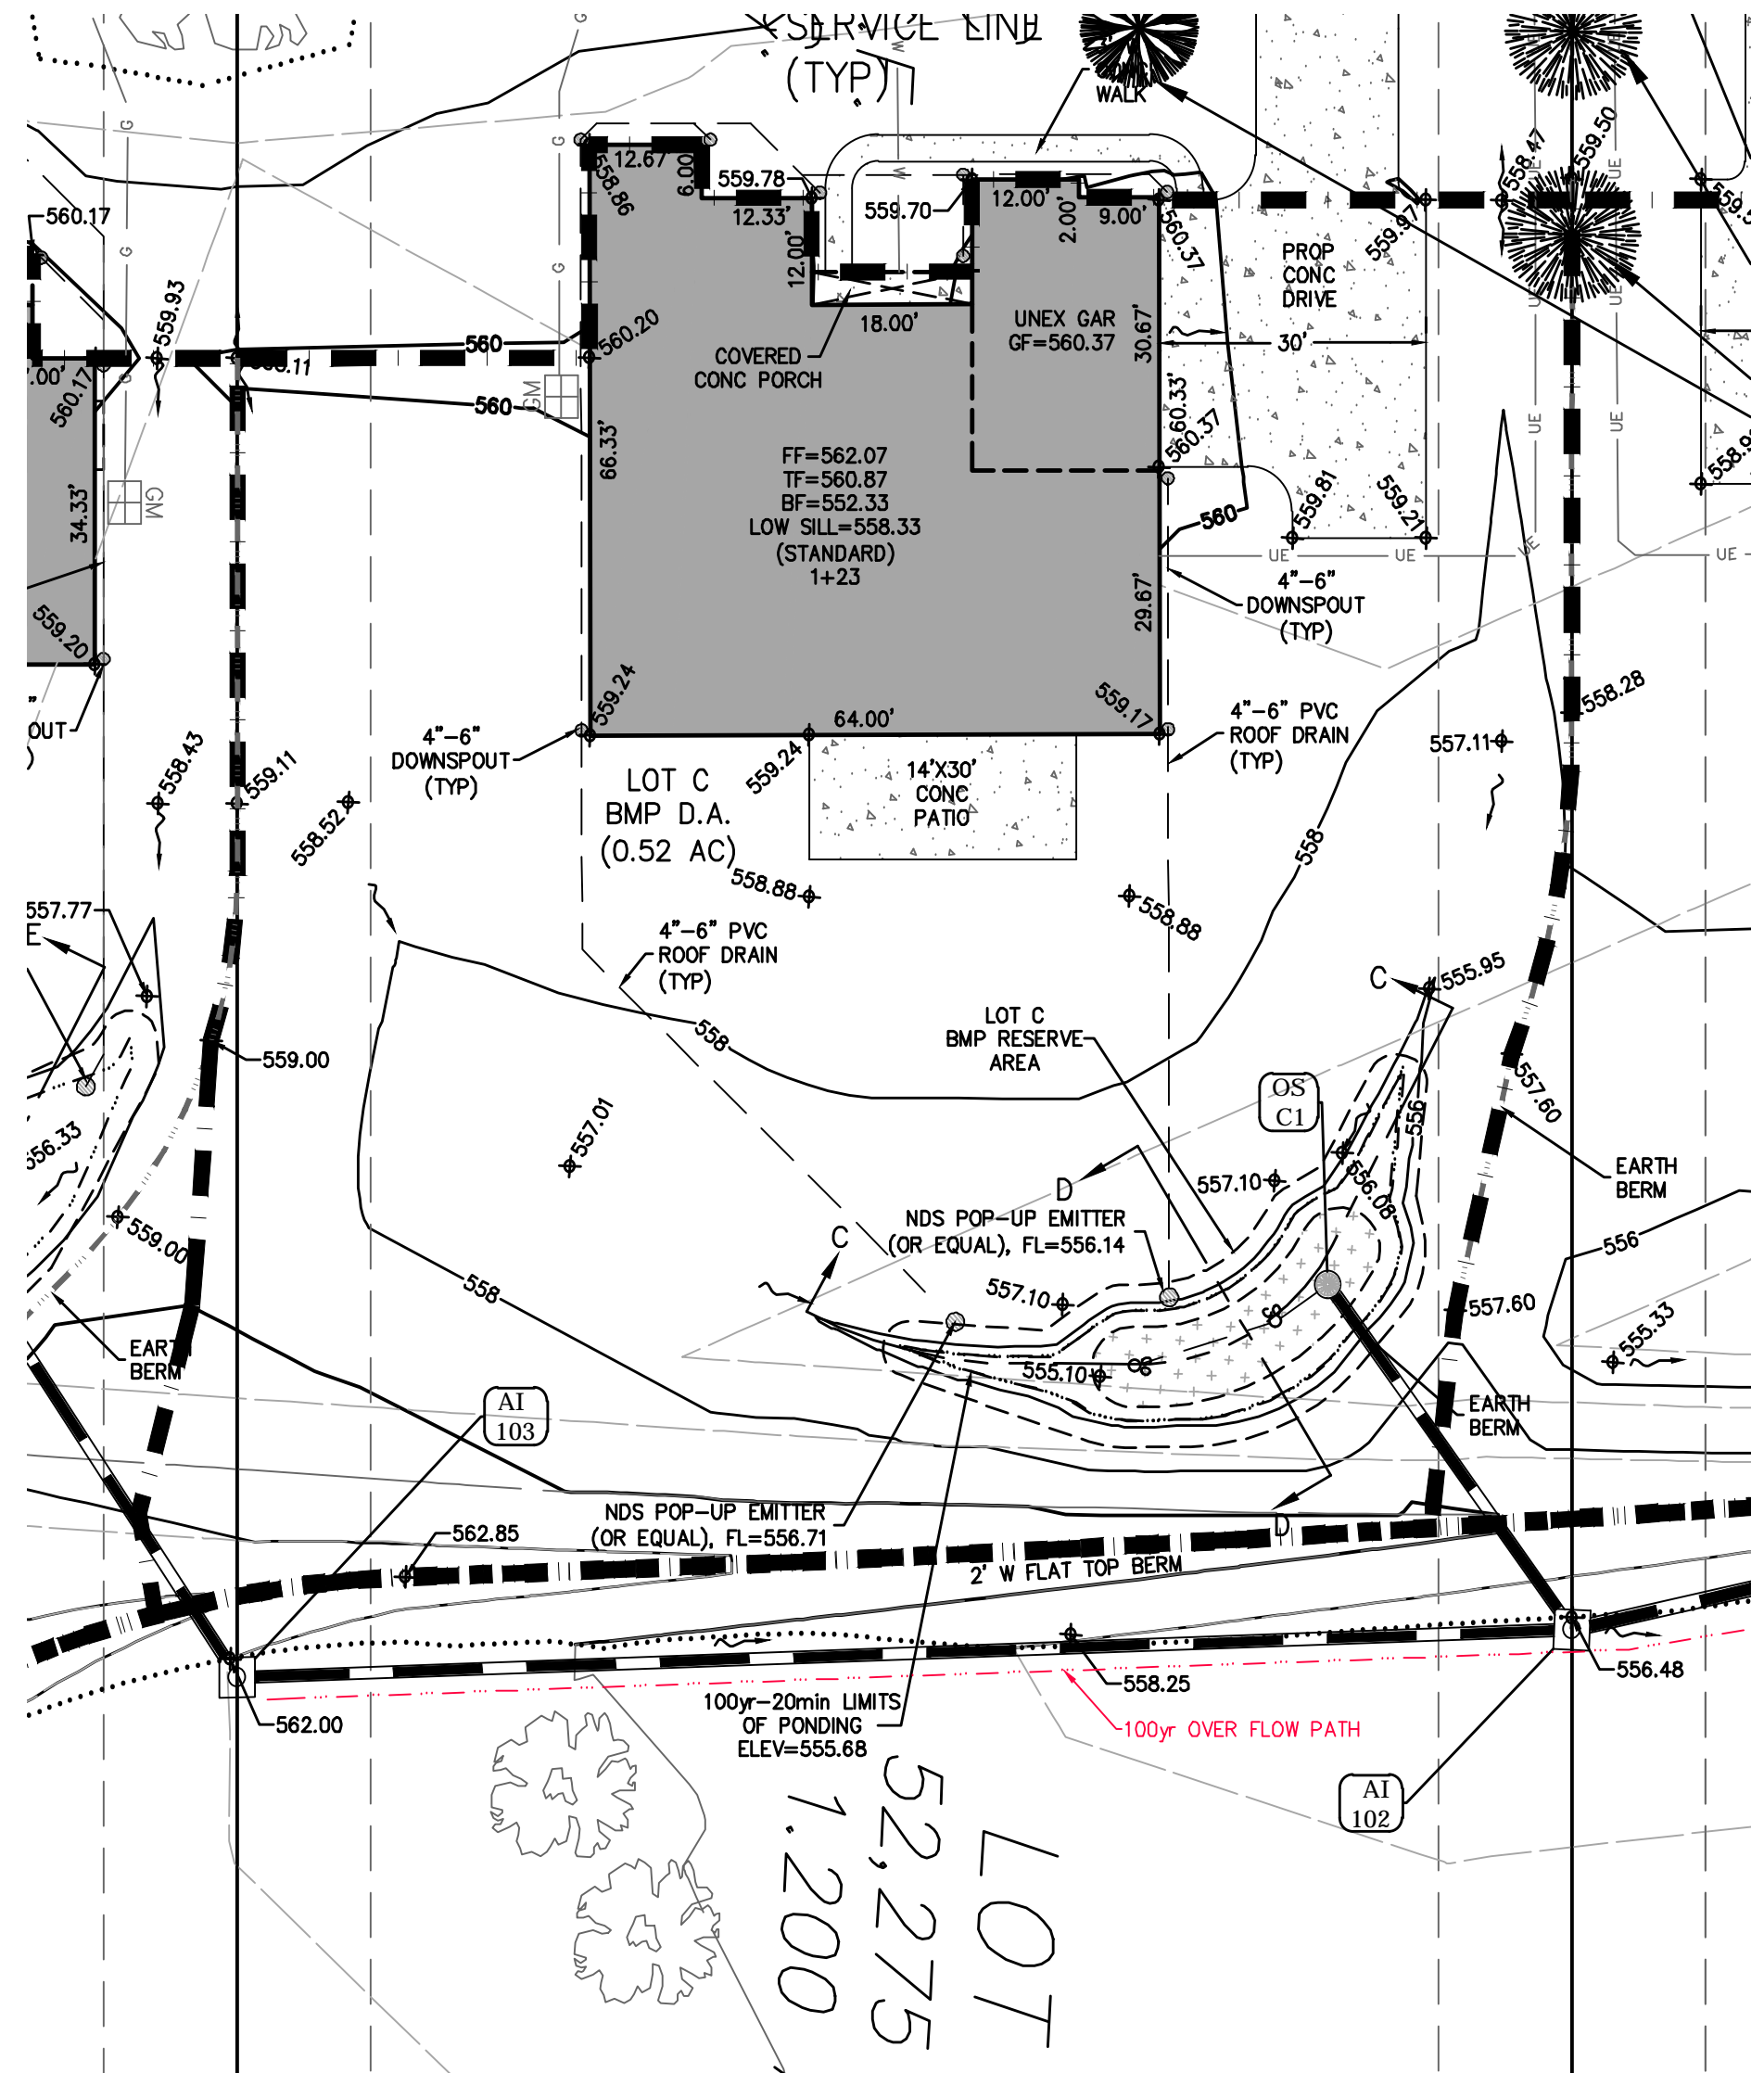 SERVICE LINE
(TYP)
WALK
G
W
G
G
W
G
UE
UE
558.47
559.50
12.67'
6.00'
558.86
559.78
12.33'
559.70
12.00'
2.00'
9.00'
12.00'
18.00'
560.37
559.97
560.17
559.93
PROP
CONC
DRIVE
30'
UNEX GAR
GF=560.37
30.67'
60.33'
560.37
COVERED
CONC PORCH
560
560.20
560
GM
560.17
34.33'
GM
66.33'
FF=562.07
TF=560.87
BF=552.33
LOW SILL=558.33
(STANDARD)
1+23
560
559.81
559.21
UE
UE
UE
UE
UE
UE
559.20
29.67'
4"-6"
DOWNSPOUT
(TYP)
559.24
64.00'
559.17
4"-6" PVC
ROOF DRAIN
(TYP)
558.28
557.11
4"-6"
DOWNSPOUT
(TYP)
558.43
559.11
558.52
559.24
14'X30'
CONC
PATIO
LOT C
BMP D.A.
(0.52 AC)
558
558.88
558.88
557.77
E
4"-6" PVC
ROOF DRAIN
(TYP)
558
C
555.95
559.00
LOT C
BMP RESERVE
AREA
OS
C1
556
557.60
556.33
557.01
D
557.10
556.08
EARTH
BERM
559.00
NDS POP-UP EMITTER
(OR EQUAL), FL=556.14
C
556
558
557.10
557.60
555.33
EARTH
BERM
555.10
AI
103
EARTH
BERM
NDS POP-UP EMITTER
(OR EQUAL), FL=556.71
D
562.85
2' W FLAT TOP BERM
562.00
558.25
556.48
100yr-20min LIMITS
OF PONDING
ELEV=555.68
100yr OVER FLOW PATH
AI
102
LOT
52,275
1.200